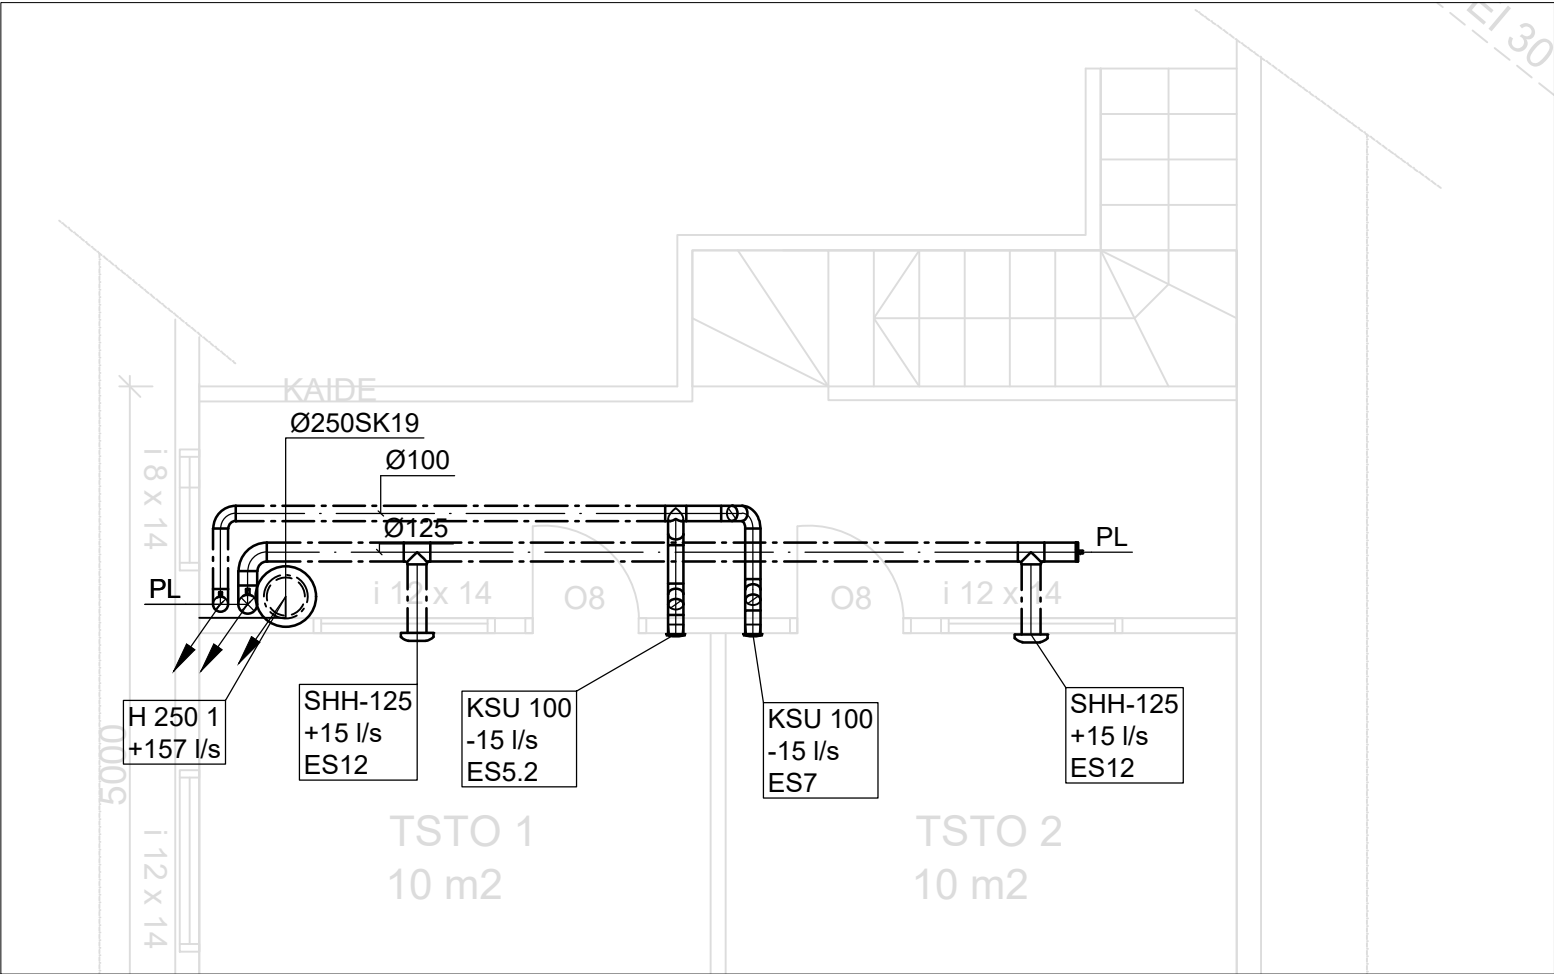 EI 30
KAIDE
Ø250SK19
Ø100
i 8 x 14
Ø125
PL
PL
i 12 x 14
O8
O8
i 12 x 14
H 250 1
+157 l/s
SHH-125
+15 l/s
ES12
KSU 100
-15 l/s
ES5.2
KSU 100
-15 l/s
ES7
SHH-125
+15 l/s
ES12
5000
TSTO 1
10 m2
TSTO 2
10 m2
i 12 x 14